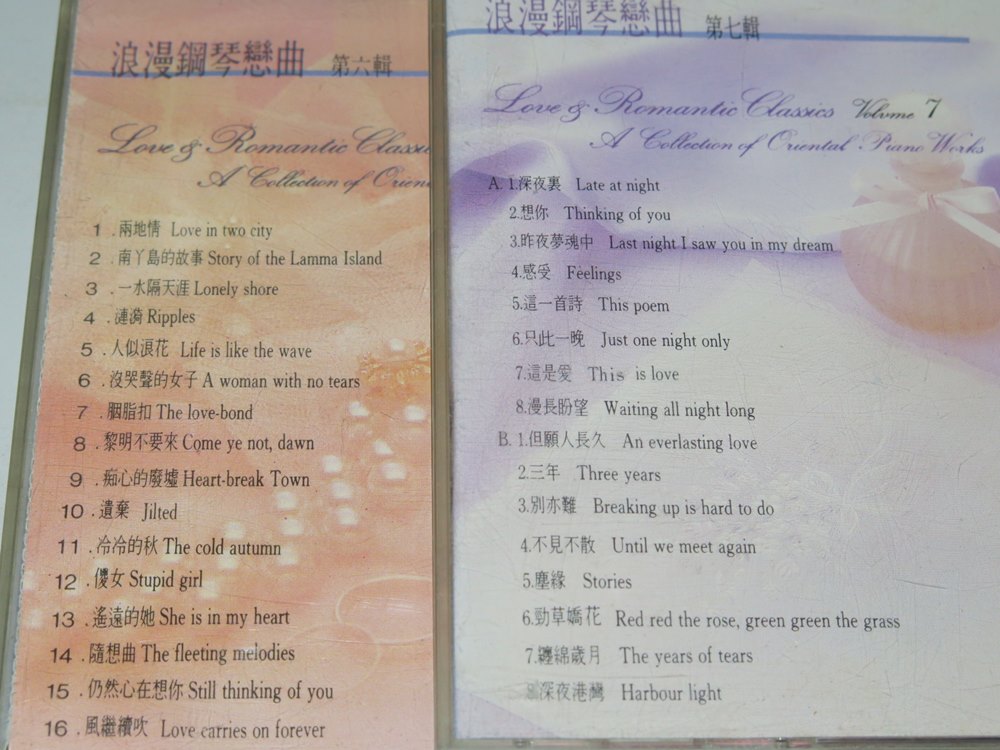 浪漫鋼琴戀曲 第六輯
Love & Romantic Classi
A Collection of Orien
1 .兩地情 Love in two city
2 .南丫島的故事 Story of the Lamma Island
3 .一水隔天涯 Lonely shore
4 .漣漪 Ripples
5 .人似浪花 Life is like the wave
6 .沒哭聲的女子 A woman with no tears
7 .胭脂扣 The love-bond
8 .黎明不要來 Come ye not, dawn
9 .痴心的廢墟 Heart-break Town
10 .遺棄 Jilted
11 .冷冷的秋 The cold autumn
12 .儍女 Stupid girl
13 .遙遠的她 She is in my heart
14 .隨想曲 The fleeting melodies
15 .仍然心在想你 Still thinking of you
16 .風繼續吹 Love carries on forever
浪漫鋼琴戀曲 第七輯
Love & Romantic Classics Volume 7
A Collection of Oriental Piano Works
A. 1.深夜裏 Late at night
2.想你 Thinking of you
3.昨夜夢魂中 Last night I saw you in my dream
4.感受 Feelings
5.這一首詩 This poem
6.只此一晚 Just one night only
7.這是愛 This is love
8.漫長盼望 Waiting all night long
B. 1.但願人長久 An everlasting love
2.三年 Three years
3.別亦難 Breaking up is hard to do
4.不見不散 Until we meet again
5.塵緣 Stories
6.勁草嬌花 Red red the rose, green green the grass
7.纏綿歲月 The years of tears
8.深夜港灣 Harbour light